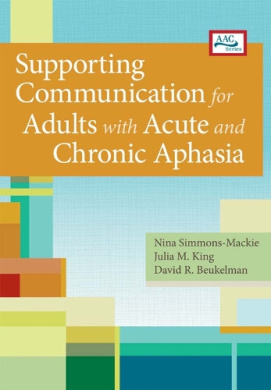 AAC
Series
Supporting
Communication for
Adults with Acute and
Chronic Aphasia
Nina Simmons-Mackie
Julia M. King
David R. Beukelman